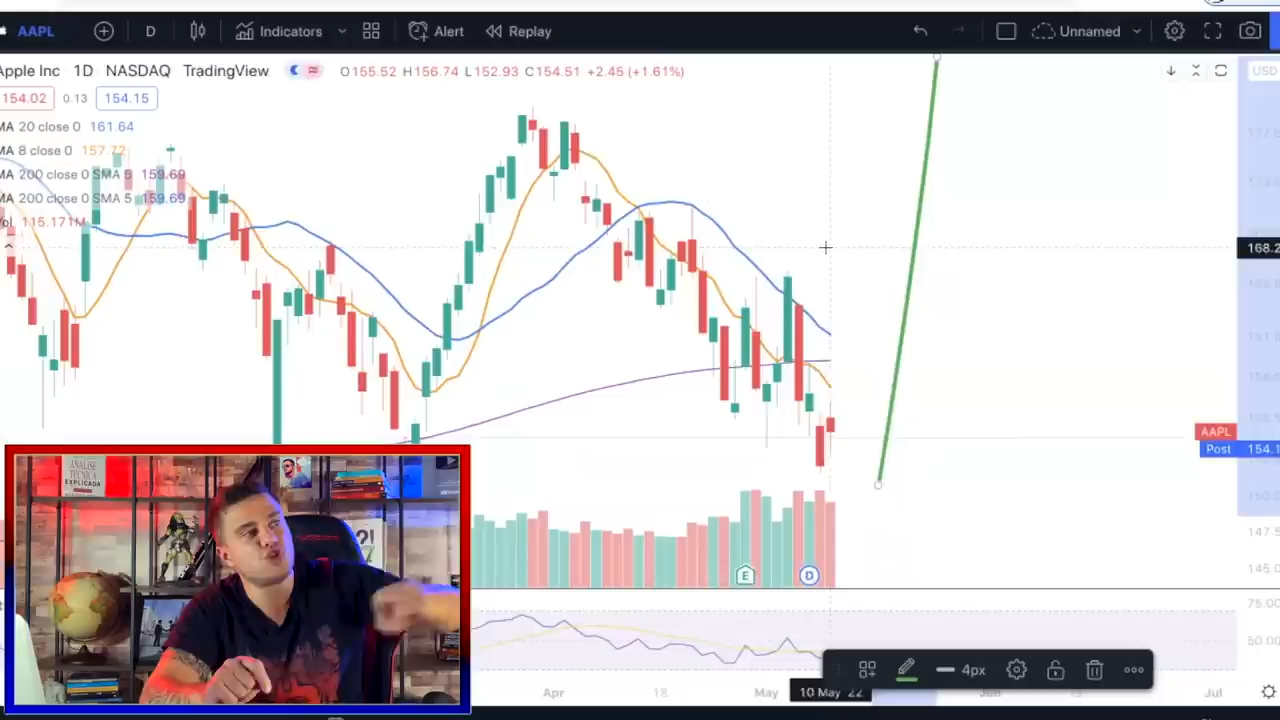 AAPL D Indicators Alert Replay Unnamed
Apple Inc 1D NASDAQ TradingView O155.52 H156.74 L152.93 C154.51 +2.45 (+1.61%) USD
154.02 0.13 154.15
MA 20 close 0 161.64
MA 8 close 0 157.72
MA 200 close 0 SMA 5 159.69
MA 200 close 0 SMA 5 159.69
Vol 115.171M
168.2
AAPL
Post 154.1
147.5
145.0
E D
75.00
50.00
4px
Apr 18 May 10 May '22 Jun Jul
ANÁLISE
TÉCNICA
EXPLICADA
?!